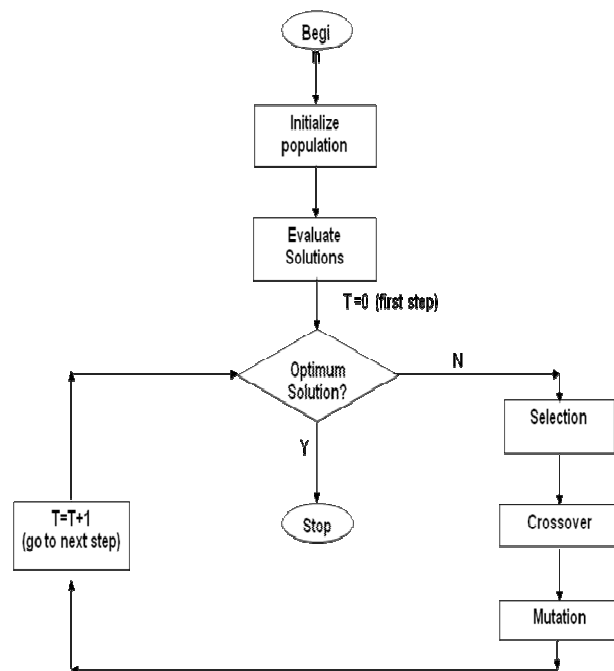 Begi
n
Initialize
population
Evaluate
Solutions
T=0 (first step)
Optimum
Solution?
N
Selection
Y
T=T+1
(go to next step)
Stop
Crossover
Mutation